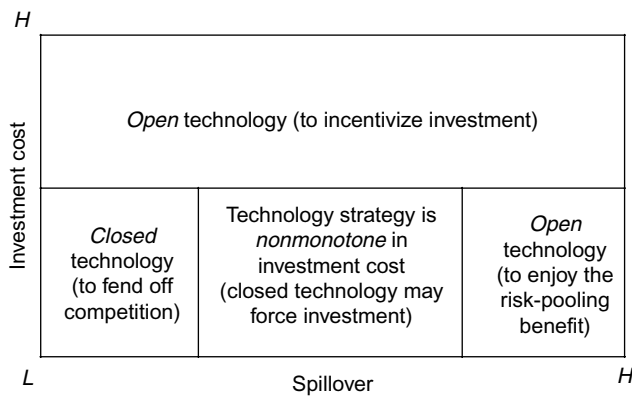 H
Investment cost
Open technology (to incentivize investment)
Closed
technology
(to fend off
competition)
Technology strategy is
nonmonotone in
investment cost
(closed technology may
force investment)
Open
technology
(to enjoy the
risk-pooling
benefit)
L
Spillover
H